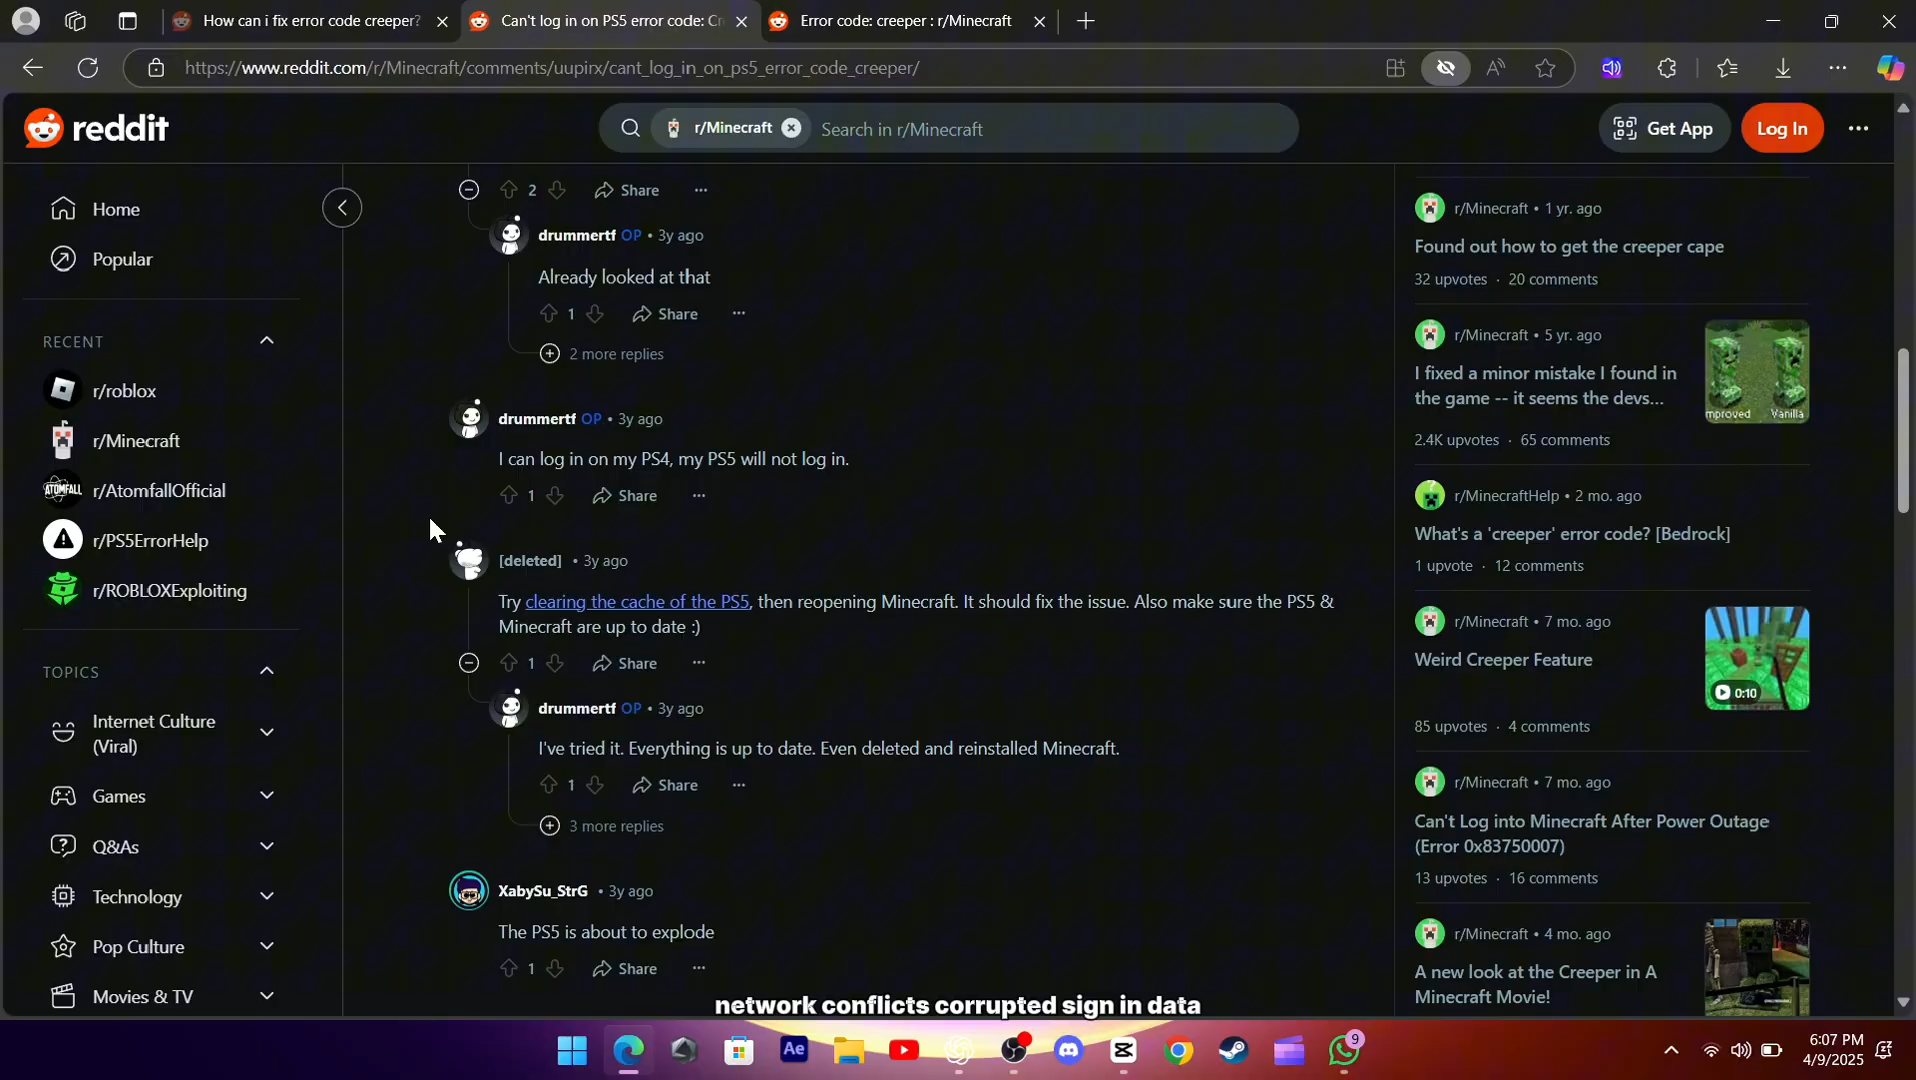 How can i fix error code creeper?
Can't log in on PS5 error code: Cr
Error code: creeper : r/Minecraft
https://www.reddit.com/r/Minecraft/comments/uupirx/cant_log_in_on_ps5_error_code_creeper/
reddit
r/Minecraft
Search in r/Minecraft
Get App
Log In
Home
Popular
RECENT
r/roblox
r/Minecraft
ATOMFALL
r/AtomfallOfficial
r/PS5ErrorHelp
r/ROBLOXExploiting
TOPICS
Internet Culture
(Viral)
Games
Q&As
Technology
Pop Culture
Movies & TV
2
Share
drummertf OP • 3y ago
Already looked at that
1
Share
2 more replies
drummertf OP • 3y ago
I can log in on my PS4, my PS5 will not log in.
1
Share
[deleted] • 3y ago
Try clearing the cache of the PS5, then reopening Minecraft. It should fix the issue. Also make sure the PS5 &
Minecraft are up to date :)
1
Share
drummertf OP • 3y ago
I've tried it. Everything is up to date. Even deleted and reinstalled Minecraft.
1
Share
3 more replies
XabySu_StrG • 3y ago
The PS5 is about to explode
1
Share
r/Minecraft • 1 yr. ago
Found out how to get the creeper cape
32 upvotes · 20 comments
r/Minecraft • 5 yr. ago
I fixed a minor mistake I found in
the game -- it seems the devs...
mproved
Vanilla
2.4K upvotes · 65 comments
r/MinecraftHelp • 2 mo. ago
What's a 'creeper' error code? [Bedrock]
1 upvote · 12 comments
r/Minecraft • 7 mo. ago
Weird Creeper Feature
0:10
85 upvotes · 4 comments
r/Minecraft • 7 mo. ago
Can't Log into Minecraft After Power Outage
(Error 0x83750007)
13 upvotes · 16 comments
r/Minecraft • 4 mo. ago
A new look at the Creeper in A
Minecraft Movie!
network conflicts corrupted sign in data
Ae
9
6:07 PM
4/9/2025